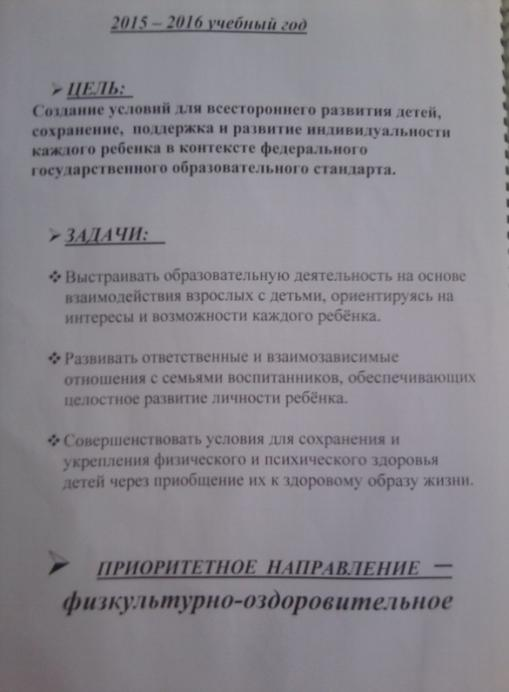 2015 – 2016 учебный год
➢ ЦЕЛЬ:
Создание условий для всестороннего развития детей,
сохранение, поддержка и развитие индивидуальности
каждого ребенка в контексте федерального
государственного образовательного стандарта.
➢ ЗАДАЧИ:
❖ Выстраивать образовательную деятельность на основе
взаимодействия взрослых с детьми, ориентируясь на
интересы и возможности каждого ребёнка.
❖ Развивать ответственные и взаимозависимые
отношения с семьями воспитанников, обеспечивающих
целостное развитие личности ребёнка.
❖ Совершенствовать условия для сохранения и
укрепления физического и психического здоровья
детей через приобщение их к здоровому образу жизни.
➢ ПРИОРИТЕТНОЕ НАПРАВЛЕНИЕ –
физкультурно-оздоровительное